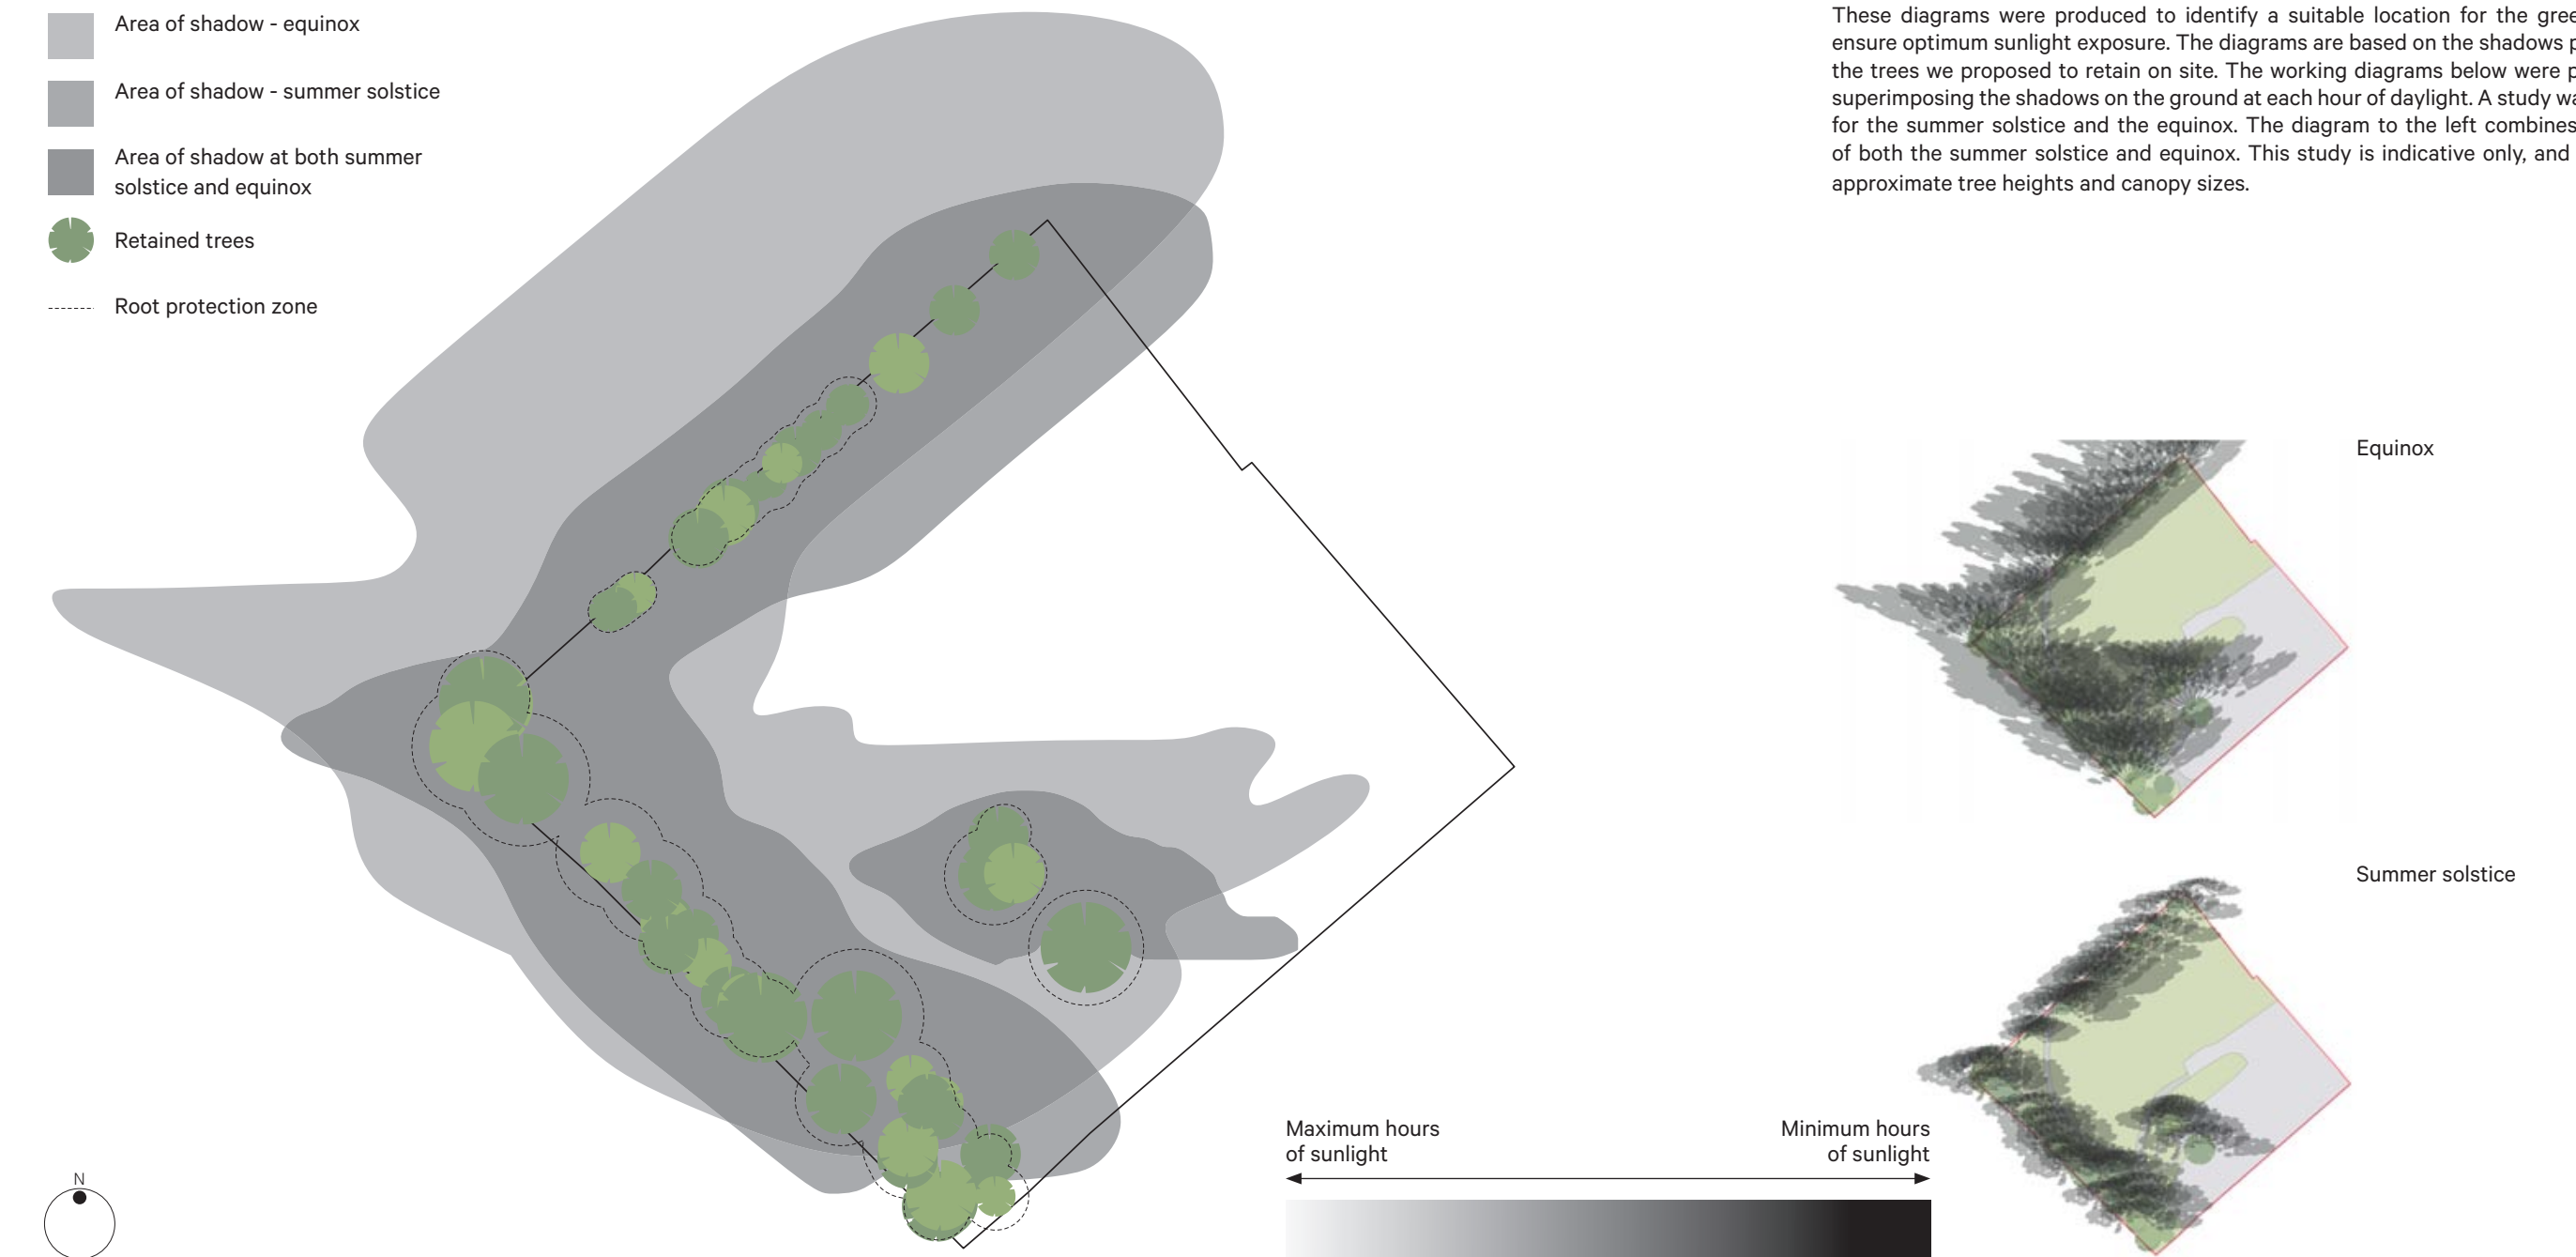 Area of shadow - equinox
Area of shadow - summer solstice
Area of shadow at both summer
solstice and equinox
Retained trees
Root protection zone
N
These diagrams were produced to identify a suitable location for the
ensure optimum sunlight exposure. The diagrams are based on the shadows
the trees we proposed to retain on site. The working diagrams below were
superimposing the shadows on the ground at each hour of daylight. A study
for the summer solstice and the equinox. The diagram to the left combines
of both the summer solstice and equinox. This study is indicative only, and
approximate tree heights and canopy sizes.
Equinox
Summer solstice
Maximum hours
of sunlight
Minimum hours
of sunlight